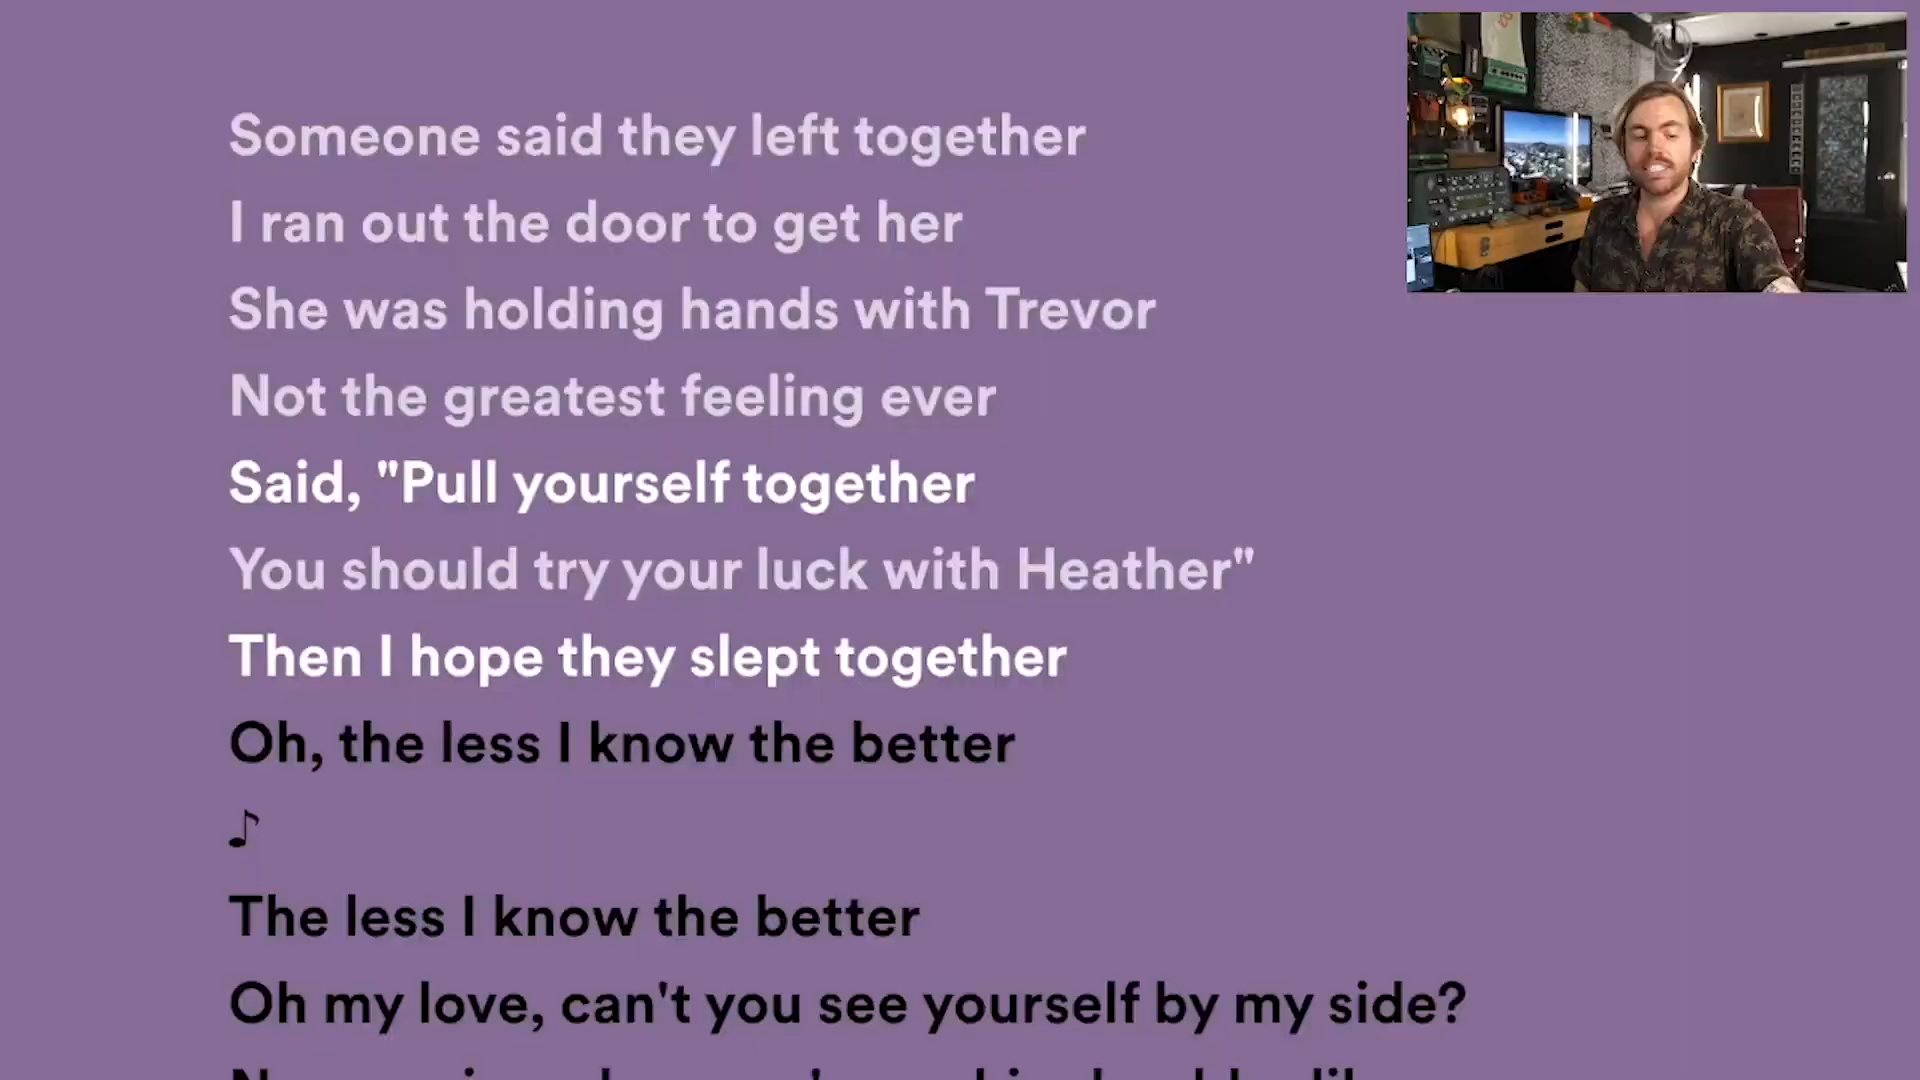 Someone said they left together
I ran out the door to get her
She was holding hands with Trevor
Not the greatest feeling ever
Said, "Pull yourself together
You should try your luck with Heather"
Then I hope they slept together
Oh, the less I know the better
♪
The less I know the better
Oh my love, can't you see yourself by my side?